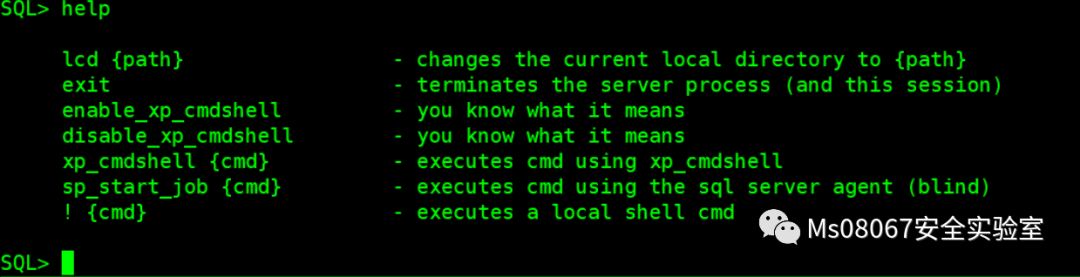 SQL> help
lcd {path} - changes the current local directory to {path}
exit - terminates the server process (and this session)
enable_xp_cmdshell - you know what it means
disable_xp_cmdshell - you know what it means
xp_cmdshell {cmd} - executes cmd using xp_cmdshell
sp_start_job {cmd} - executes cmd using the sql server agent (blind)
! {cmd} - executes a local shell cmd
Ms08067安全实验室
SQL>